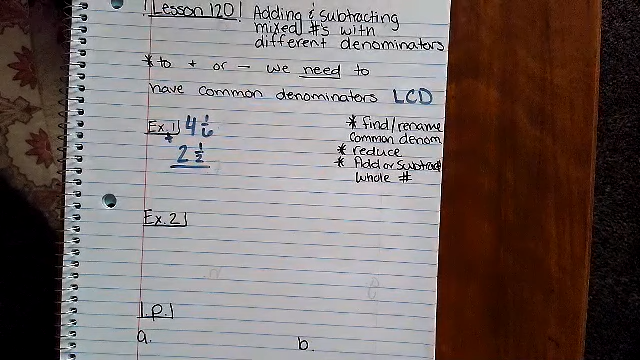 Lesson 120 Adding & Subtracting
mixed #'s with
different denominators
* to + or — we need to
have common denominators LCD
Ex. 1 4 1/6
* 2 1/2
* find/rename
common denom
* reduce
* Add or subtract
whole #
Ex. 2
l.p.
a. b.